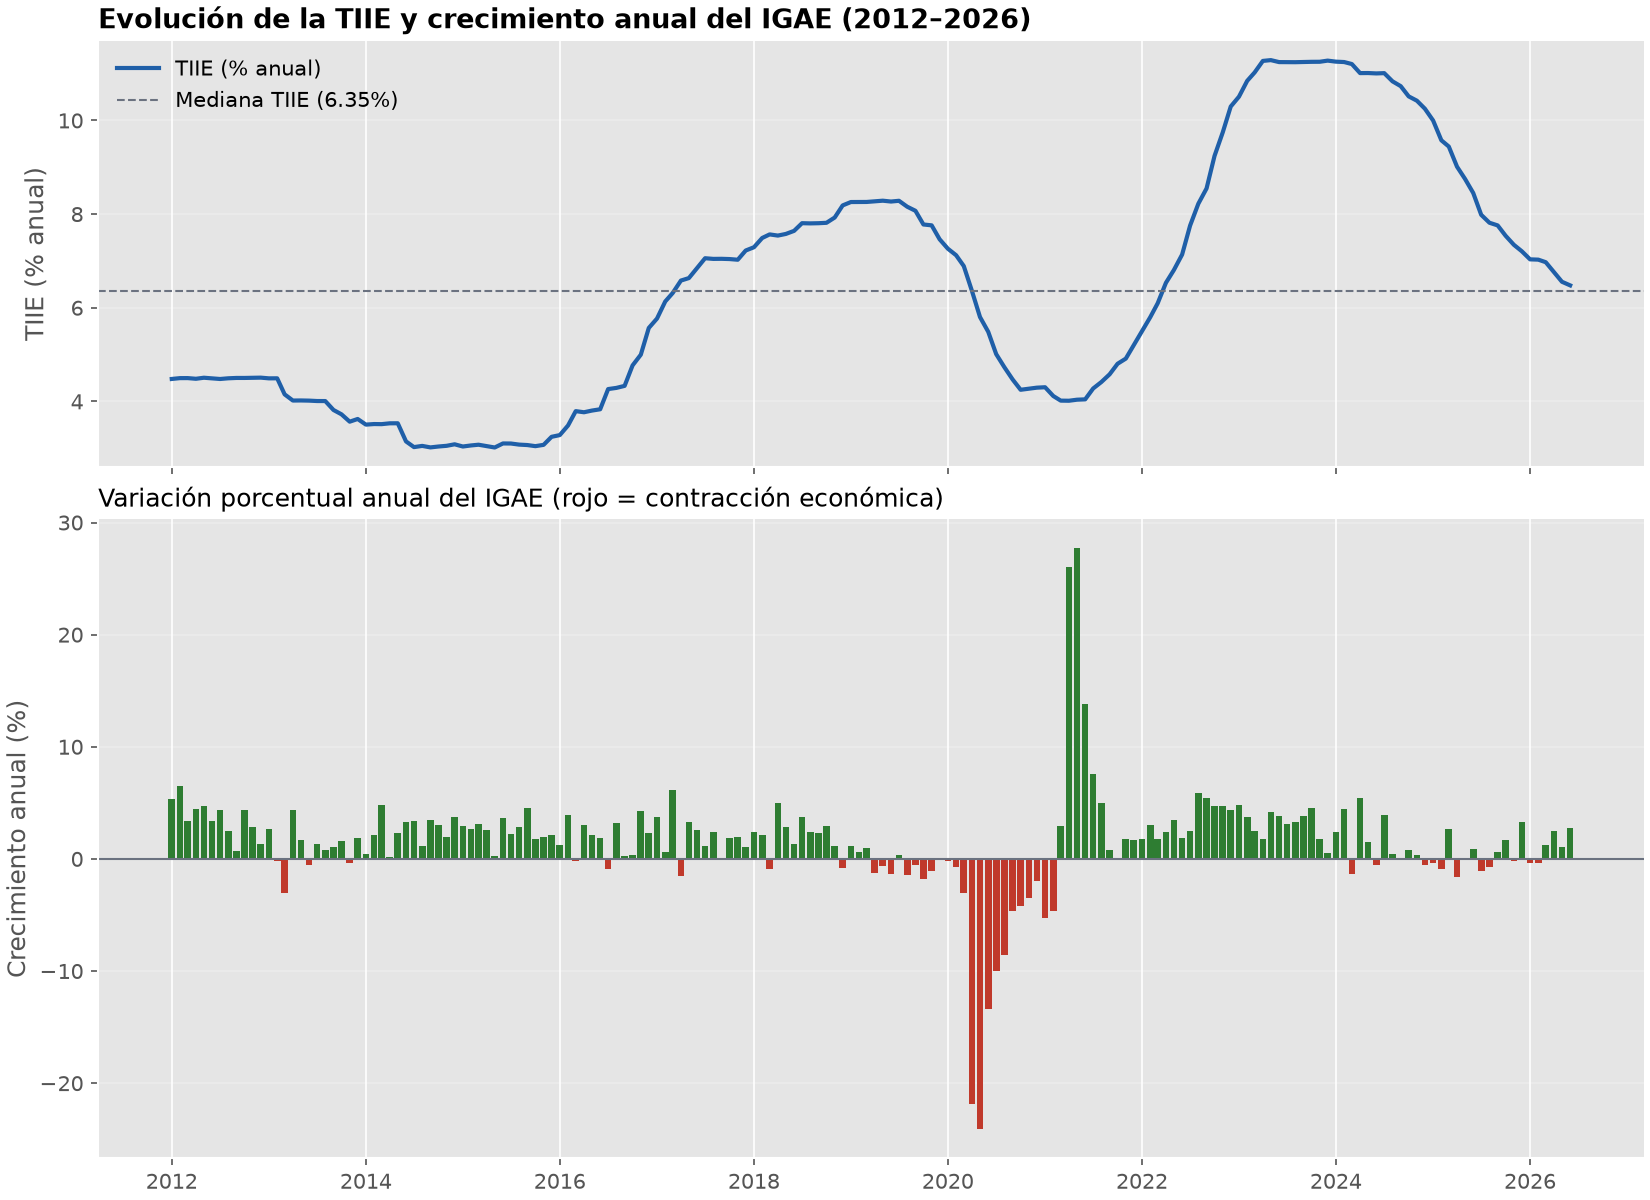 Evolución de la TIIE y crecimiento anual del IGAE (2012–2026)
TIIE (% anual)
Mediana TIIE (6.35%)
TIIE (% anual)
10
8
6
4
Variación porcentual anual del IGAE (rojo = contracción económica)
Crecimiento anual (%)
30
20
10
0
−10
−20
2012 2014 2016 2018 2020 2022 2024 2026